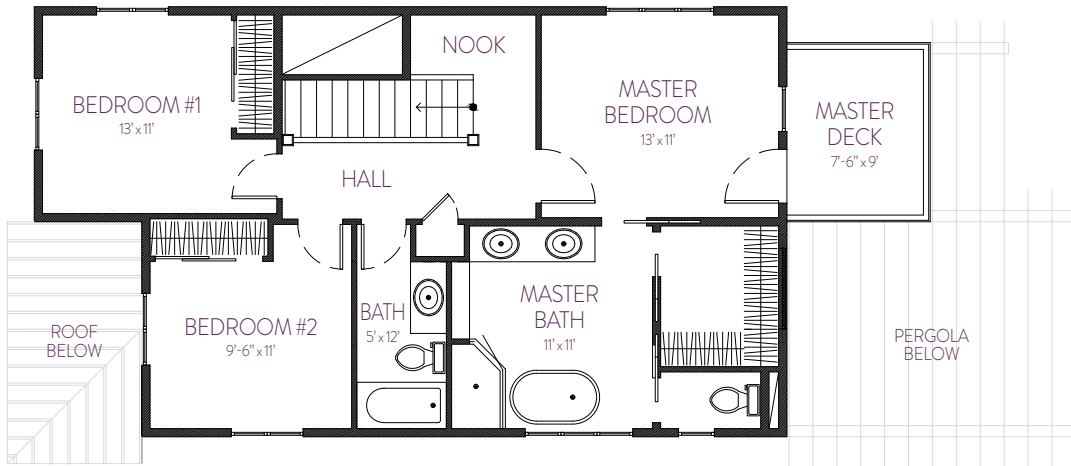 NOOK
BEDROOM #1
13' x 11'
MASTER
BEDROOM
13' x 11'
MASTER
DECK
7'-6" x 9'
HALL
BEDROOM #2
9'-6" x 11'
BATH
5' x 12'
MASTER
BATH
11' x 11'
ROOF
BELOW
PERGOLA
BELOW